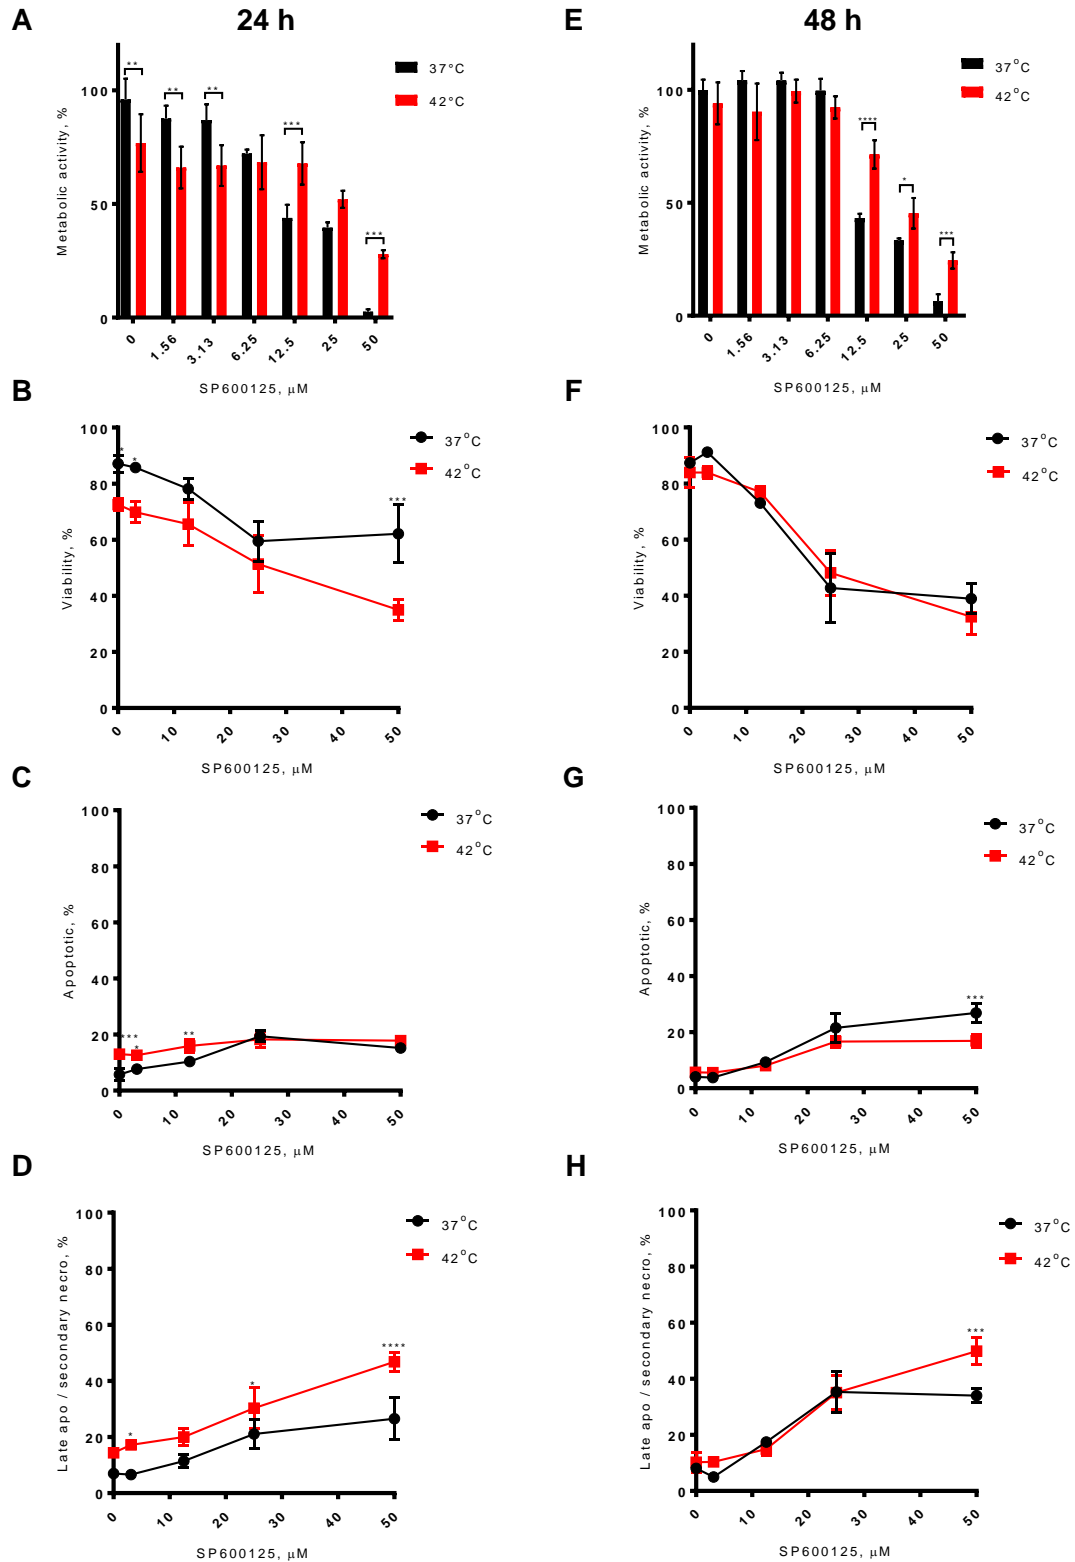 A
24 h
37°C
42°C
** ** ** *** ***
Metabolic activity, %
100
50
0
0 1.56 3.13 6.25 12.5 25 50
SP600125, μM
E
48 h
37°C
42°C
**** * ***
Metabolic activity, %
100
50
0
0 1.56 3.13 6.25 12.5 25 50
SP600125, μM
B
37°C
42°C
* * ***
Viability, %
100
80
60
40
20
0
0 10 20 30 40 50
SP600125, μM
F
37°C
42°C
Viability, %
100
80
60
40
20
0
0 10 20 30 40 50
SP600125, μM
C
37°C
42°C
*** * **
Apoptotic, %
100
80
60
40
20
0
0 10 20 30 40 50
SP600125, μM
G
37°C
42°C
***
Apoptotic, %
100
80
60
40
20
0
0 10 20 30 40 50
SP600125, μM
D
37°C
42°C
* * ****
Late apo / secondary necro, %
100
80
60
40
20
0
0 10 20 30 40 50
SP600125, μM
H
37°C
42°C
***
Late apo / secondary necro, %
100
80
60
40
20
0
0 10 20 30 40 50
SP600125, μM